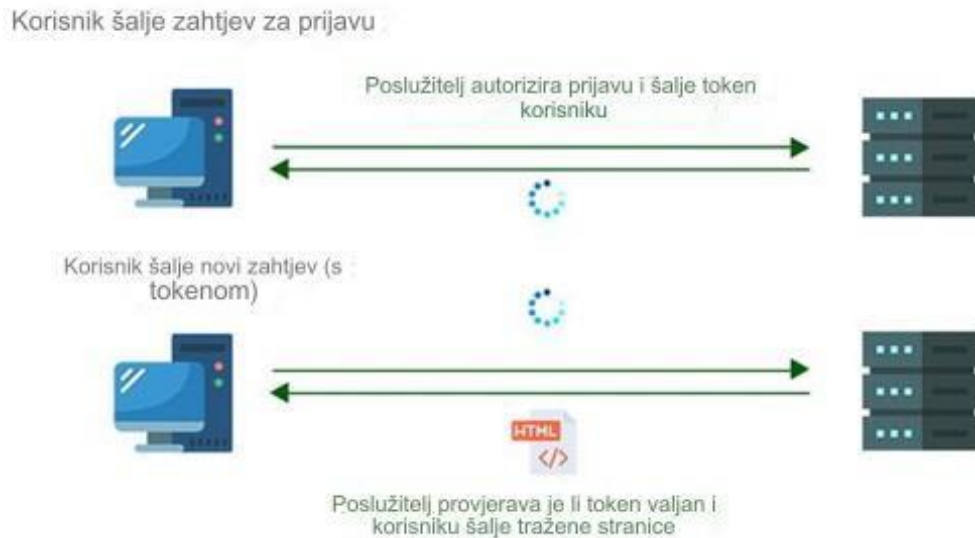 Korisnik šalje zahtjev za prijavu
Poslužitelj autorizira prijavu i šalje token
korisniku
Korisnik šalje novi zahtjev (s
tokenom)
HTML
</>
Poslužitelj provjerava je li token valjan i
korisniku šalje tražene stranice